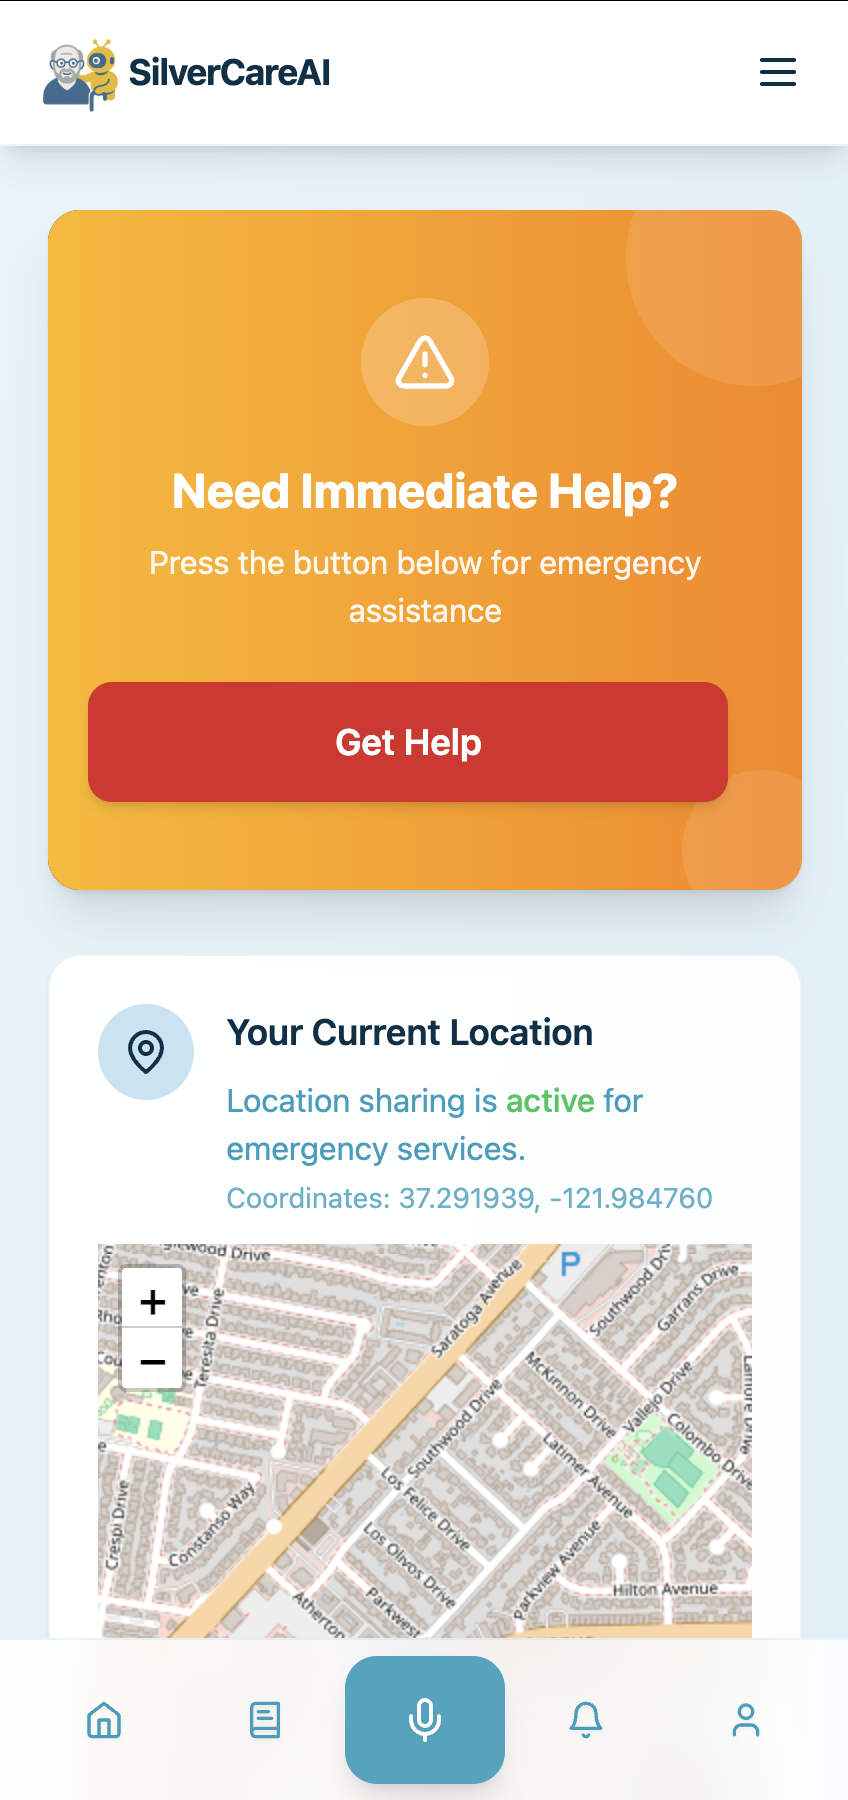 SilverCareAI
Need Immediate Help?
Press the button below for emergency
assistance
Get Help
Your Current Location
Location sharing is active for
emergency services.
Coordinates: 37.291939, -121.984760
Drive
P
+
−
Teresita Drive
Saratoga Avenue
Southwood Driv
Garrans Drive
McKinnon Drive
Vallejo Drive
Colombo Drive
Southwood Drive
Latimer Avenue
Los Felice Drive
Crespi Drive
Constanso Way
Los Olivos Drive
Parkview Avenue
Hilton Avenue
Atherton
Parkwest